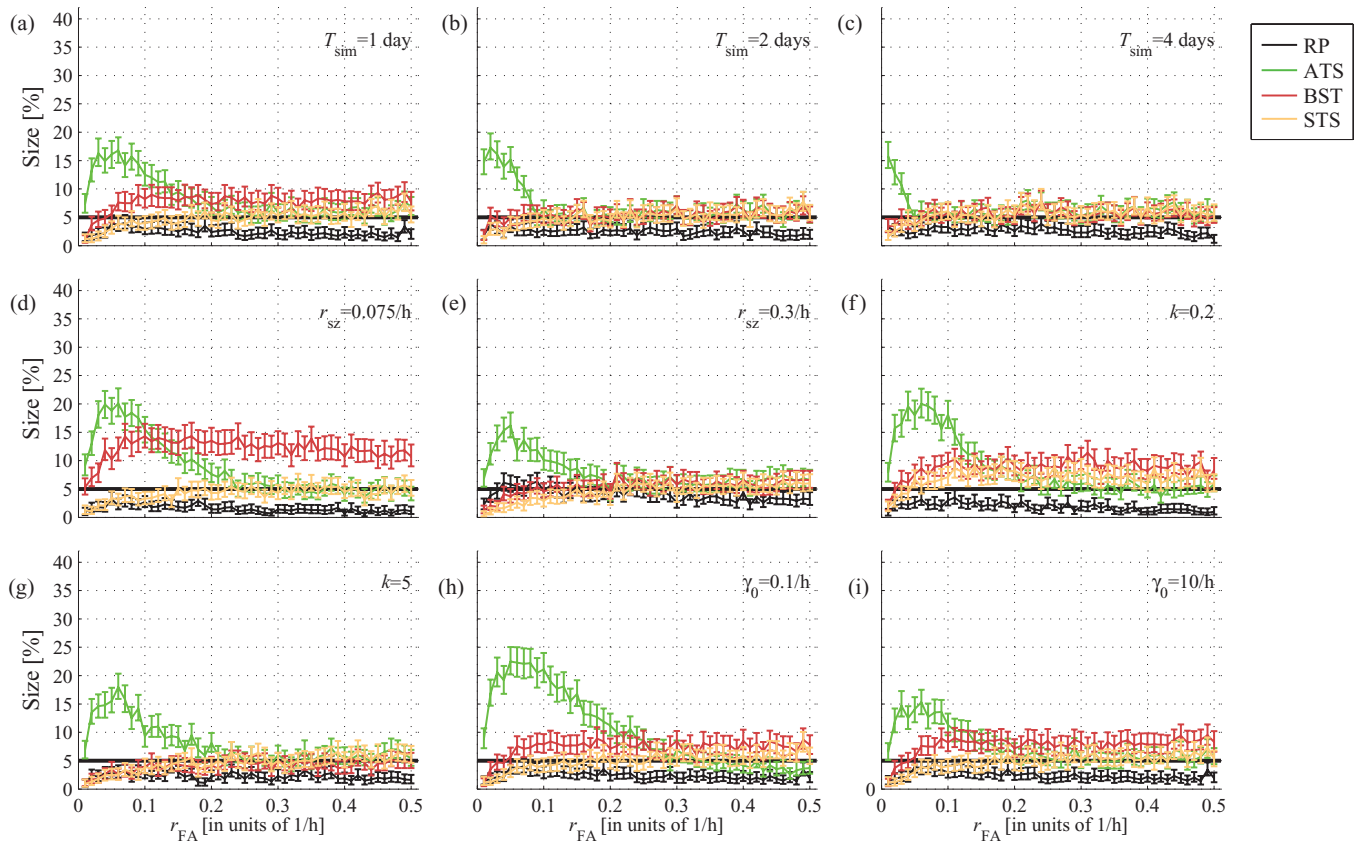 (a)
T_sim=1 day
Size [%]
40
35
30
25
20
15
10
5
0
(b)
T_sim=2 days
(c)
T_sim=4 days
RP
ATS
BST
STS
(d)
r_sz=0.075/h
Size [%]
40
35
30
25
20
15
10
5
0
(e)
r_sz=0.3/h
(f)
k=0.2
(g)
k=5
Size [%]
40
35
30
25
20
15
10
5
0
0 0.1 0.2 0.3 0.4 0.5
r_FA [in units of 1/h]
(h)
γ_0=0.1/h
0 0.1 0.2 0.3 0.4 0.5
r_FA [in units of 1/h]
(i)
γ_0=10/h
0
0 0.1 0.2 0.3 0.4 0.5
r_FA [in units of 1/h]